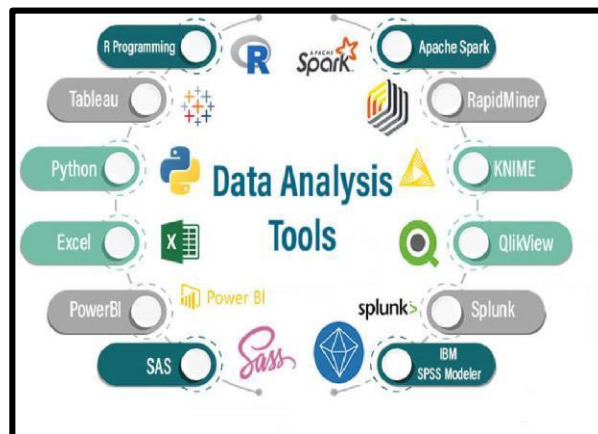 R Programming
R
APACHE
Spark
Apache Spark
Tableau
RapidMiner
Python
Data Analysis
Tools
KNIME
Excel
X
QlikView
PowerBI
Power BI
splunk>
Splunk
SAS
Sass
IBM
SPSS Modeler